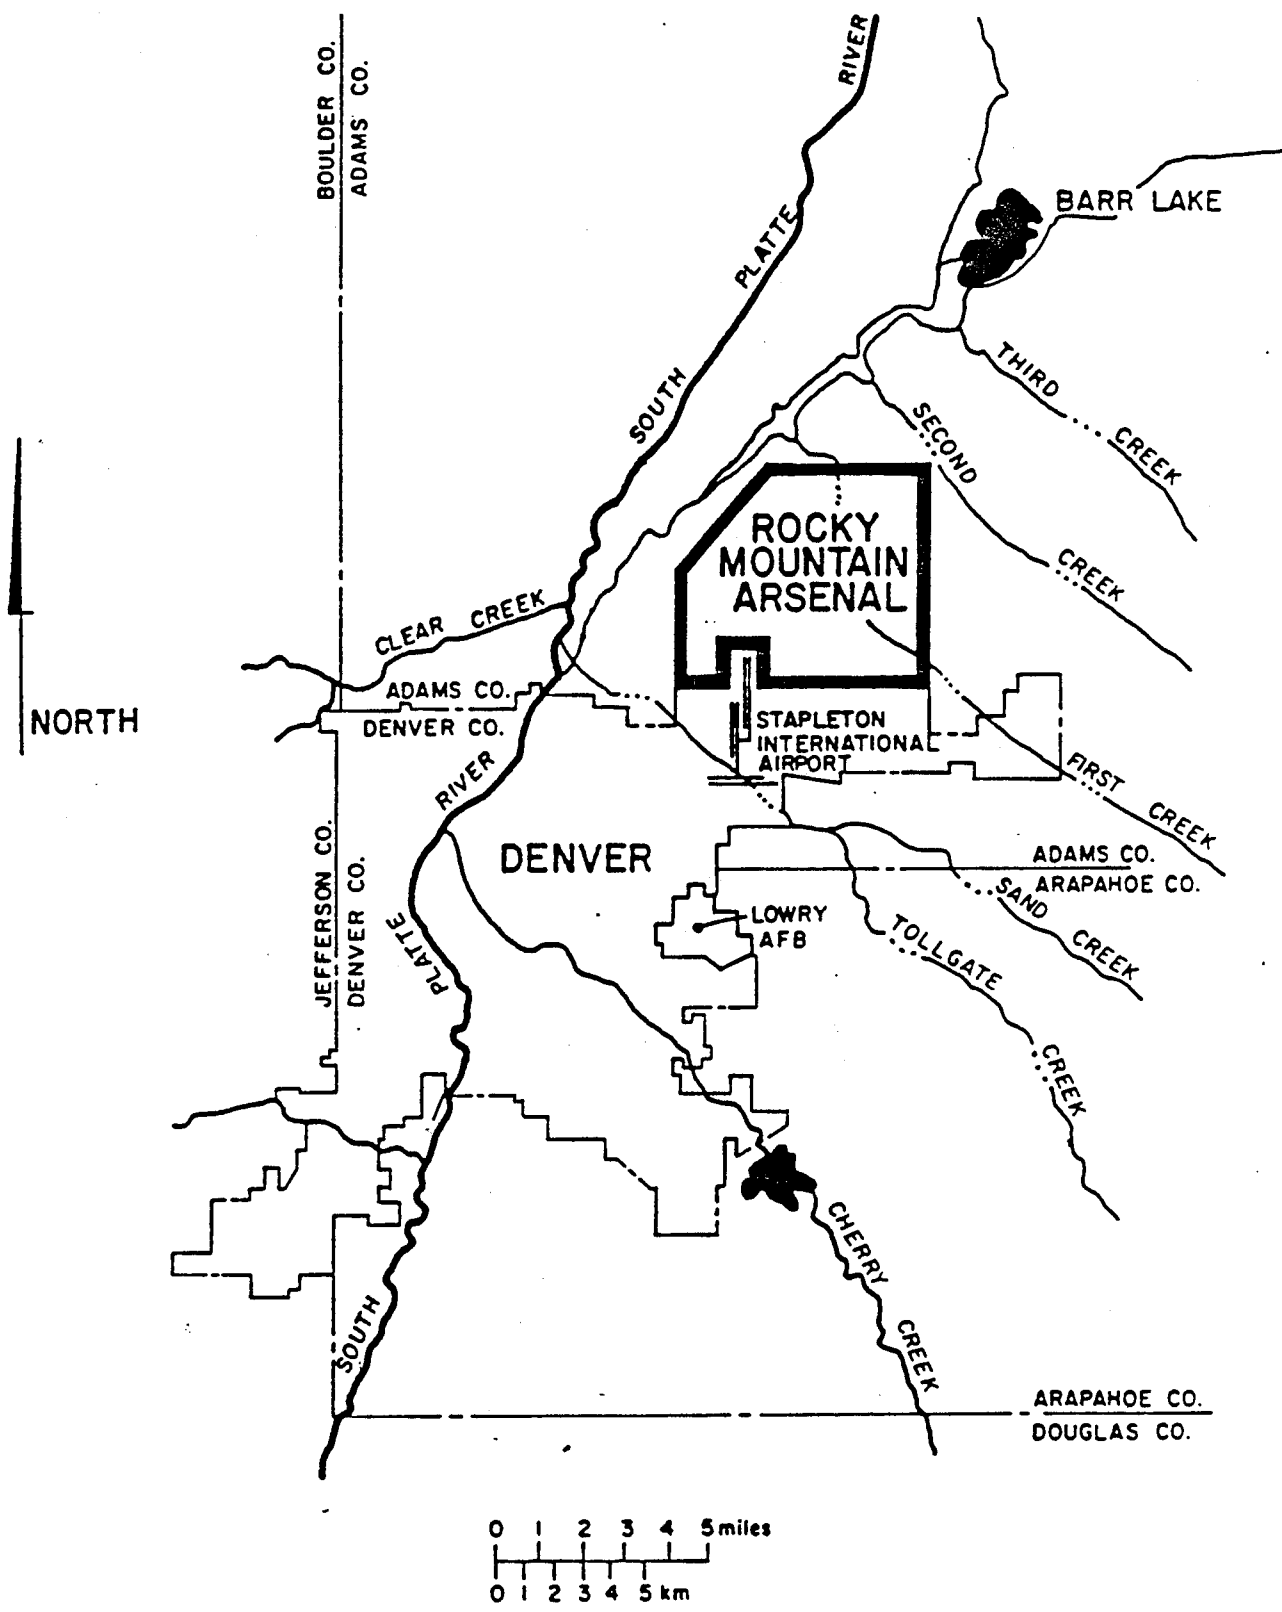 RIVER
BOULDER CO.
ADAMS CO.
BARR LAKE
PLATTE
THIRD
CREEK
SOUTH
SECOND
CREEK
ROCKY
MOUNTAIN
ARSENAL
CLEAR CREEK
ADAMS CO.
DENVER CO.
NORTH
STAPLETON
INTERNATIONAL
AIRPORT
FIRST
CREEK
RIVER
DENVER
JEFFERSON CO.
DENVER CO.
ADAMS CO.
ARAPAHOE CO.
LOWRY
AFB
SAND
CREEK
PLATTE
TOLLGATE
CREEK
CHERRY
CREEK
SOUTH
ARAPAHOE CO.
DOUGLAS CO.
0 1 2 3 4 5 miles
0 1 2 3 4 5 km